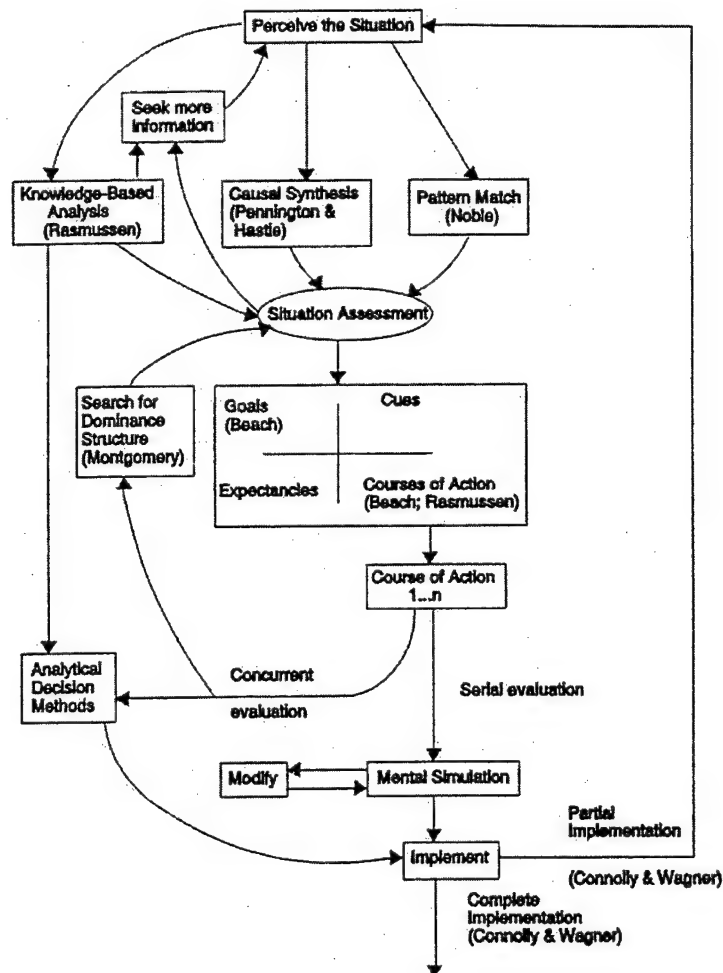 Perceive the Situation
Seek more
Information
Knowledge-Based
Analysis
(Rasmussen)
Causal Synthesis
(Pennington &
Hastie)
Pattern Match
(Noble)
Situation Assessment
Search for
Dominance
Structure
(Montgomery)
Goals
(Beach)
Cues
Expectancies
Courses of Action
(Beach; Rasmussen)
Course of Action
1...n
Analytical
Decision
Methods
Concurrent
evaluation
Serial evaluation
Modify
Mental Simulation
Partial
Implementation
(Connolly & Wagner)
Implement
Complete
Implementation
(Connolly & Wagner)